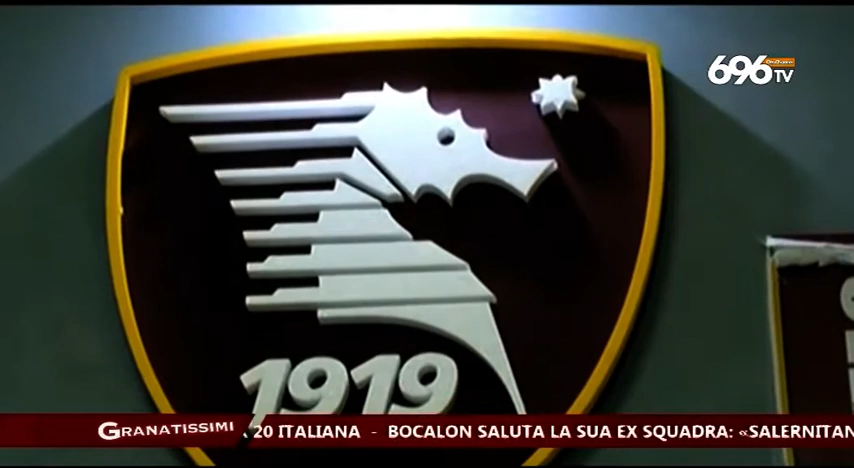 696 TV
1919
GRANATISSIMI 20 ITALIANA - BOCALON SALUTA LA SUA EX SQUADRA: «SALERNITAN